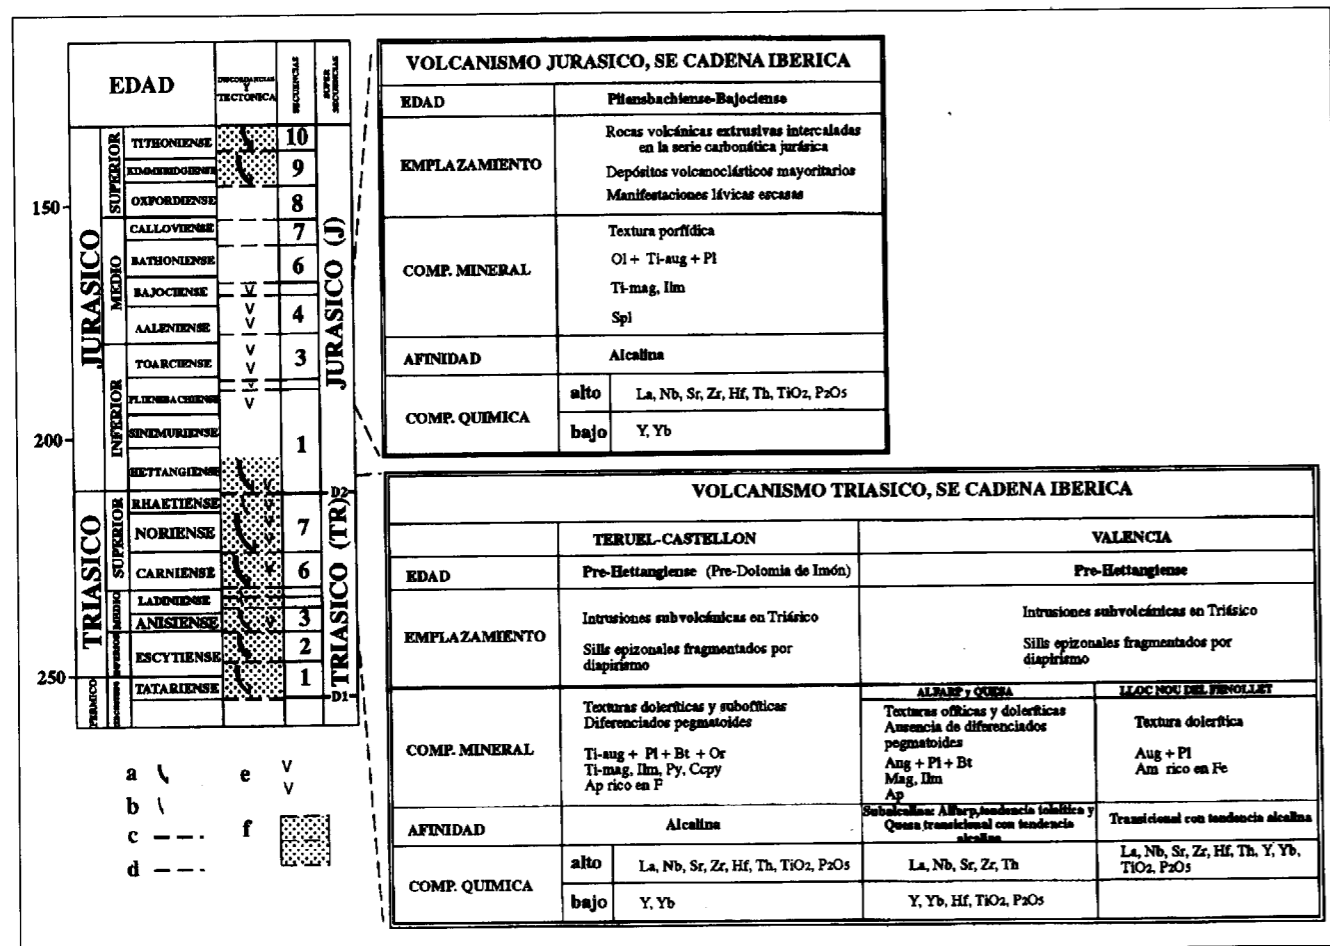 EDAD
DISCORDANCIAS
Y
TECTONICA
SECUENCIAS
SUPER
SECUENCIAS
JURASICO
SUPERIOR
TITHONIENSE
10
KIMMERIDGIENSE
9
150
OXFORDIENSE
8
MEDIO
CALLOVIENSE
7
BATHONIENSE
6
BAJOCIENSE
AALENIENSE
4
INFERIOR
TOARCIENSE
3
PLIENSBACHIENSE
200
SINEMURIENSE
1
HETTANGIENSE
JURASICO (J)
D2
TRIASICO
SUPERIOR
RHAETIENSE
NORIENSE
7
CARNIENSE
6
MEDIO
LADINIENSE
ANISIENSE
3
INFERIOR
ESCYTIENSE
2
250
1
PERMICO
TATARIENSE
D1
TRIASICO (TR)
a
b
c
d
e
f
VOLCANISMO JURASICO, SE CADENA IBERICA
EDAD
Pliensbachiense-Bajociense
EMPLAZAMIENTO
Rocas volcánicas extrusivas intercaladas
en la serie carbonática jurásica
Depósitos volcanoclásticos mayoritarios
Manifestaciones lávicas escasas
COMP. MINERAL
Textura porfídica
Ol + Ti-aug + Pl
Ti-mag, Ilm
Spl
AFINIDAD
Alcalina
COMP. QUIMICA
alto
La, Nb, Sr, Zr, Hf, Th, TiO2, P2O5
bajo
Y, Yb
VOLCANISMO TRIASICO, SE CADENA IBERICA
TERUEL-CASTELLON
VALENCIA
EDAD
Pre-Hettangiense (Pre-Dolomia de Imón)
Pre-Hettangiense
EMPLAZAMIENTO
Intrusiones subvolcánicas en Triásico
Sills epizonales fragmentados por
diapirismo
Intrusiones subvolcánicas en Triásico
Sills epizonales fragmentados por
diapirismo
COMP. MINERAL
Texturas doleríticas y subofíticas
Diferenciados pegmatoides
Ti-aug + Pl + Bt + Or
Ti-mag, Ilm, Py, Ccpy
Ap rico en F
ALFARP y QUESA
Texturas ofíticas y doleríticas
Ausencia de diferenciados
pegmatoides
Aug + Pl + Bt
Mag, Ilm
Ap
LLOC NOU DEL FENOLLET
Textura dolerítica
Aug + Pl
Am rico en Fe
AFINIDAD
Alcalina
Subalcalina: Alfarp,tendencia toleítica y
Quesa,transicional con tendencia
alcalina
Transicional con tendencia alcalina
COMP. QUIMICA
alto
La, Nb, Sr, Zr, Hf, Th, TiO2, P2O5
La, Nb, Sr, Zr, Th
La, Nb, Sr, Zr, Hf, Th, Y, Yb,
TiO2, P2O5
bajo
Y, Yb
Y, Yb, Hf, TiO2, P2O5